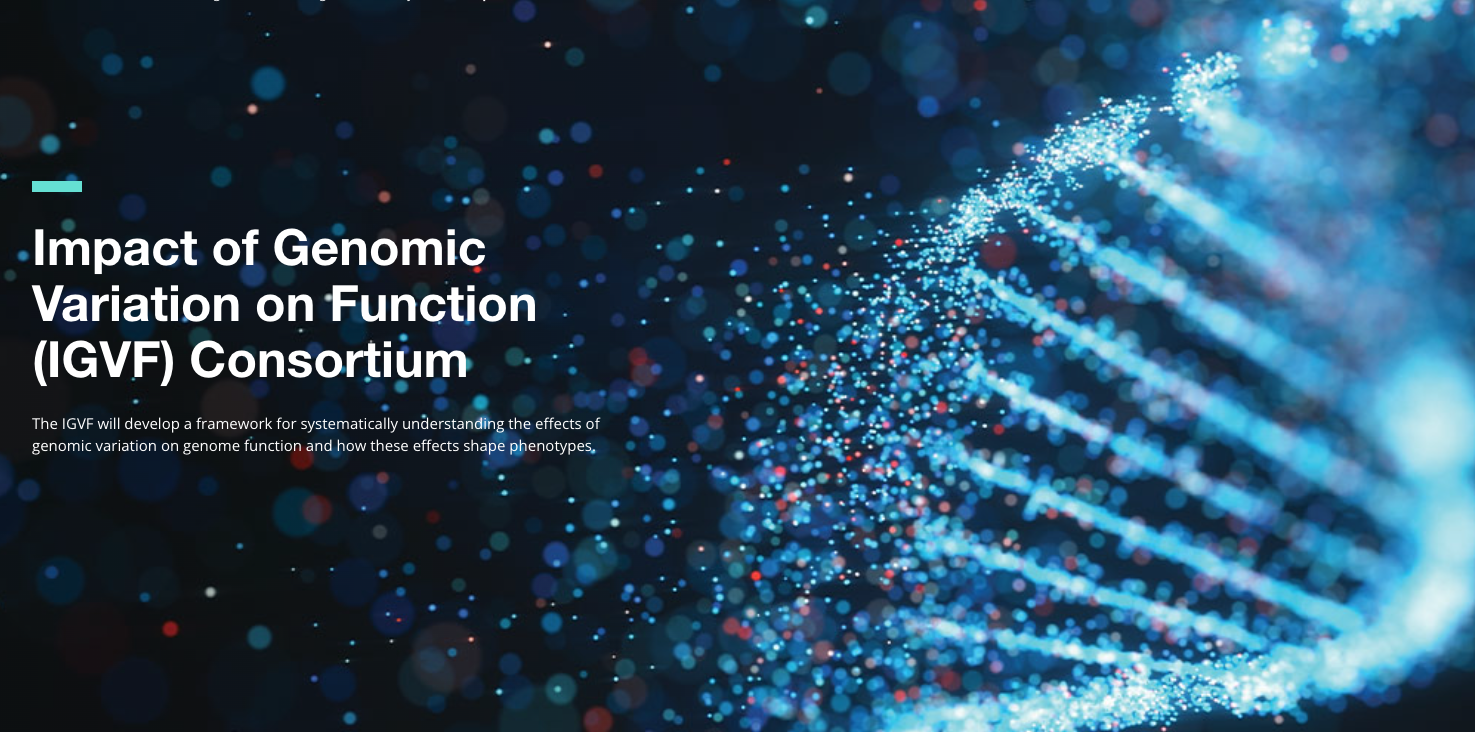 Impact of Genomic
Variation on Function
(IGVF) Consortium
The IGVF will develop a framework for systematically understanding the effects of
genomic variation on genome function and how these effects shape phenotypes.